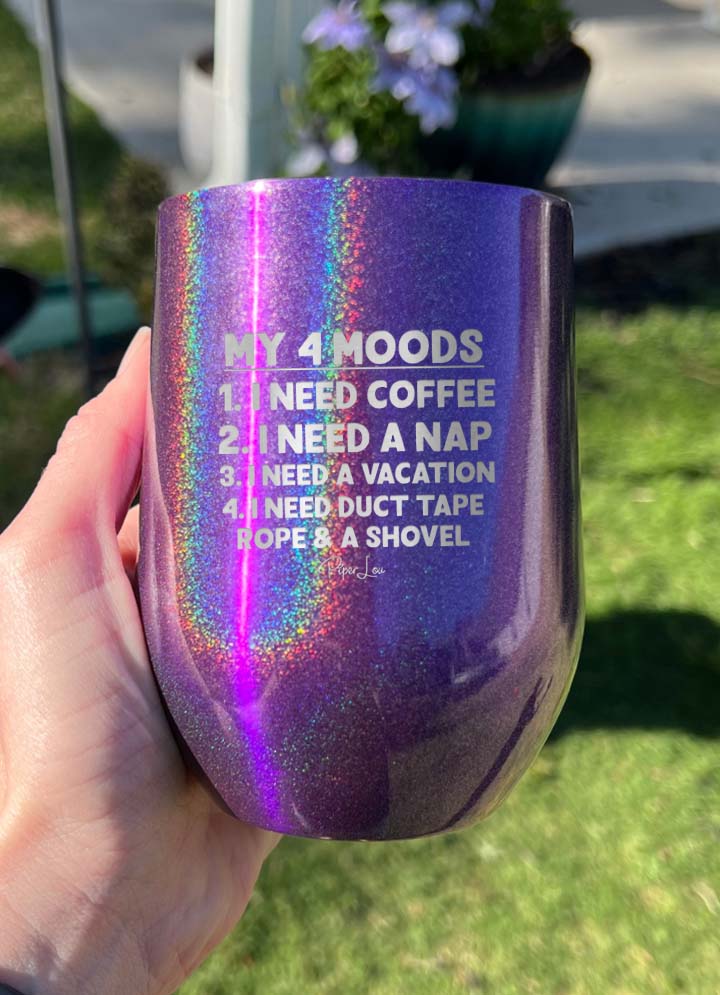 MY 4 MOODS
1. I NEED COFFEE
2. I NEED A NAP
3. I NEED A VACATION
4. I NEED DUCT TAPE
ROPE & A SHOVEL
Piper Lou